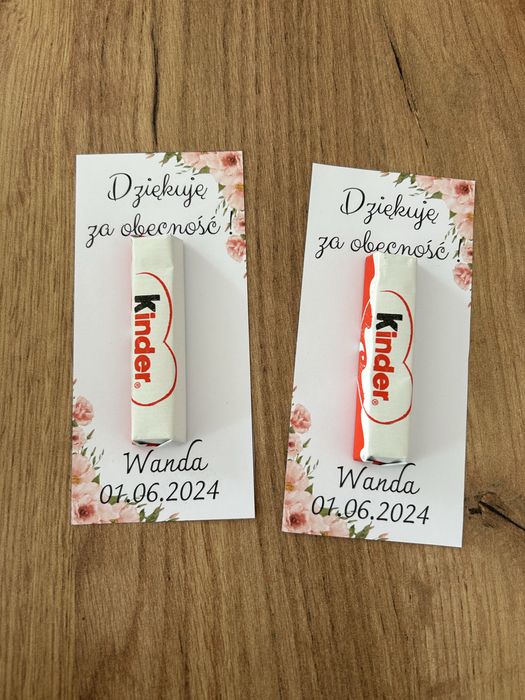 Dziękuję
za obecność !
kinder®
Wanda
01.06.2024
Dziękuję
za obecność !
kinder®
Wanda
01.06.2024